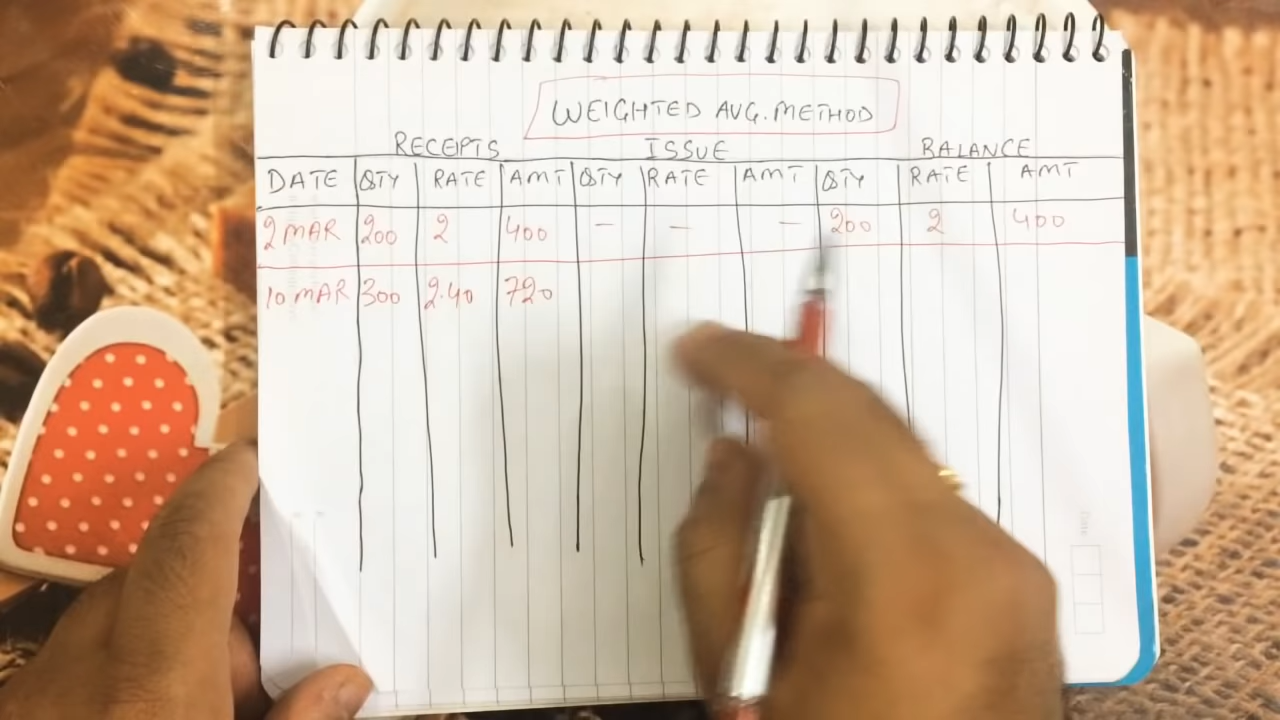 WEIGHTED AVG. METHOD
RECEIPTS ISSUE BALANCE
DATE QTY RATE AMT QTY RATE AMT QTY RATE AMT
2 MAR 200 2 400 - - - 200 2 400
10 MAR 300 2.40 720
Date